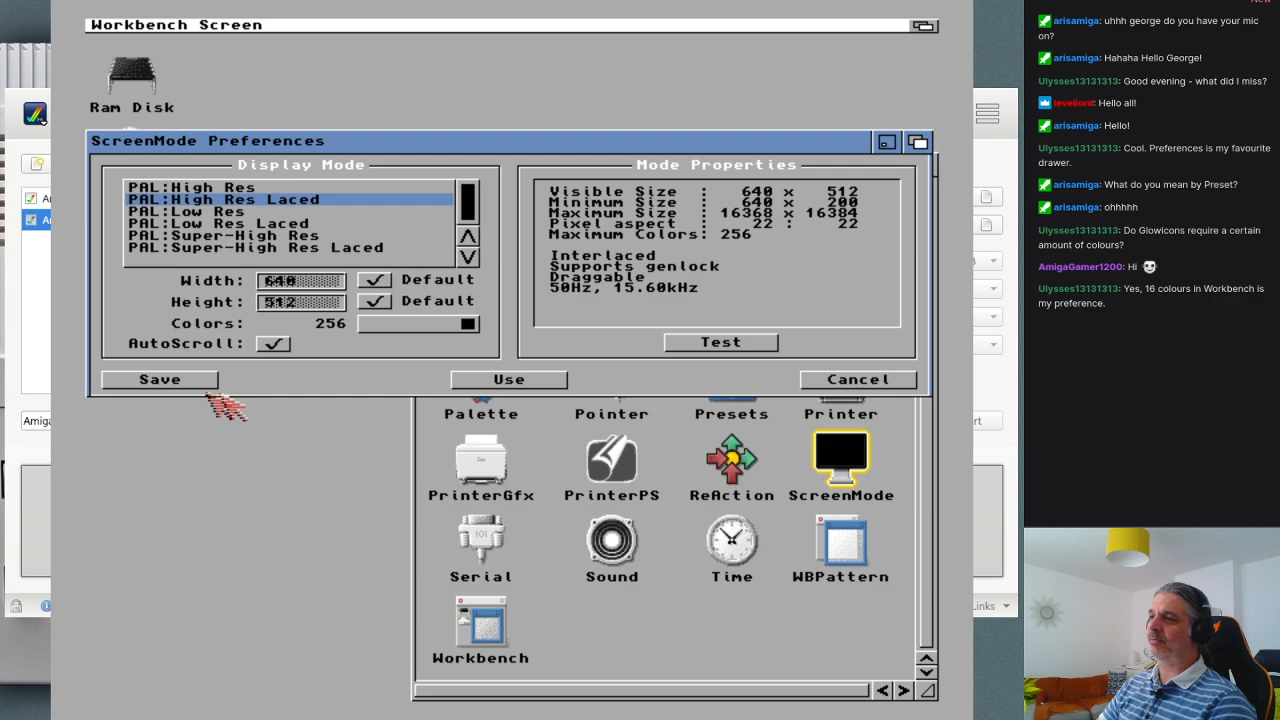 Workbench Screen
Ram Disk
ScreenMode Preferences
Display Mode
PAL:High Res
PAL:High Res Laced
PAL:Low Res
PAL:Low Res Laced
PAL:Super-High Res
PAL:Super-High Res Laced
Width: 640 Default
Height: 512 Default
Colors: 256
AutoScroll:
Mode Properties
Visible Size : 640 x 512
Minimum Size : 640 x 200
Maximum Size : 16368 x 16384
Pixel aspect : 22 : 22
Maximum Colors: 256
Interlaced
Supports genlock
Draggable
50Hz, 15.60kHz
Test
Save
Use
Cancel
Palette
Pointer
Presets
Printer
PrinterGfx
PrinterPS
ReAction
ScreenMode
Serial
Sound
Time
WBPattern
Workbench
Amiga
Links
arisamiga: uhhh george do you have your mic
on?
arisamiga: Hahaha Hello George!
Ulysses13131313: Good evening - what did I miss?
levellord: Hello all!
arisamiga: Hello!
Ulysses13131313: Cool. Preferences is my favourite
drawer.
arisamiga: What do you mean by Preset?
arisamiga: ohhhhh
Ulysses13131313: Do Glowicons require a certain
amount of colours?
AmigaGamer1200: Hi
Ulysses13131313: Yes, 16 colours in Workbench is
my preference.